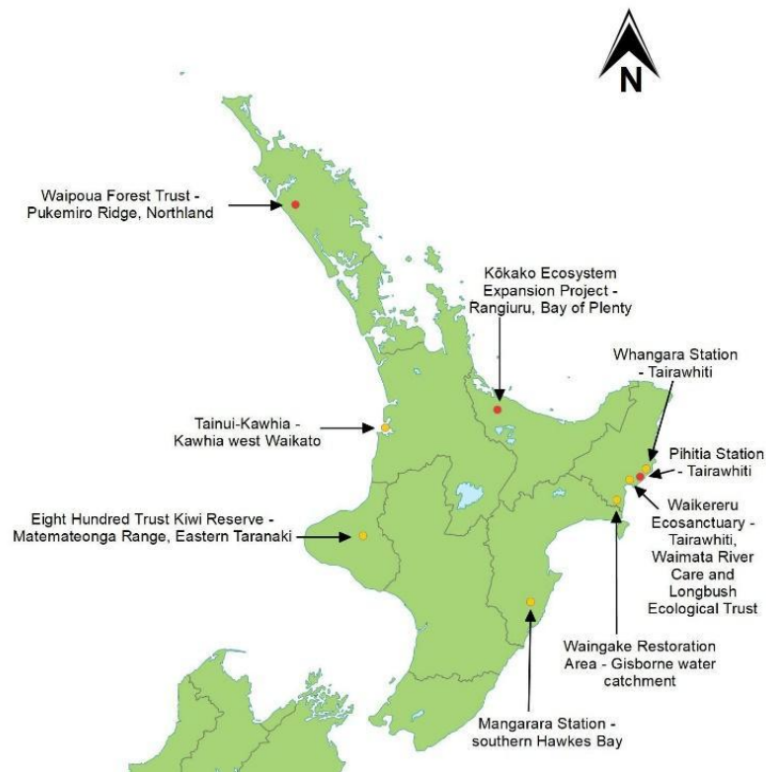 N
Waipoua Forest Trust -
Pukemiro Ridge, Northland
Kōkako Ecosystem
Expansion Project -
Rangiuru, Bay of Plenty
Whangara Station
- Tairawhiti
Tainui-Kawhia -
Kawhia west Waikato
Pihitia Station
- Tairawhiti
Eight Hundred Trust Kiwi Reserve -
Matemateonga Range, Eastern Taranaki
Waikereru
Ecosanctuary -
Tairawhiti,
Waimata River
Care and
Longbush
Ecological Trust
Waingake Restoration
Area - Gisborne water
catchment
Mangarara Station -
southern Hawkes Bay